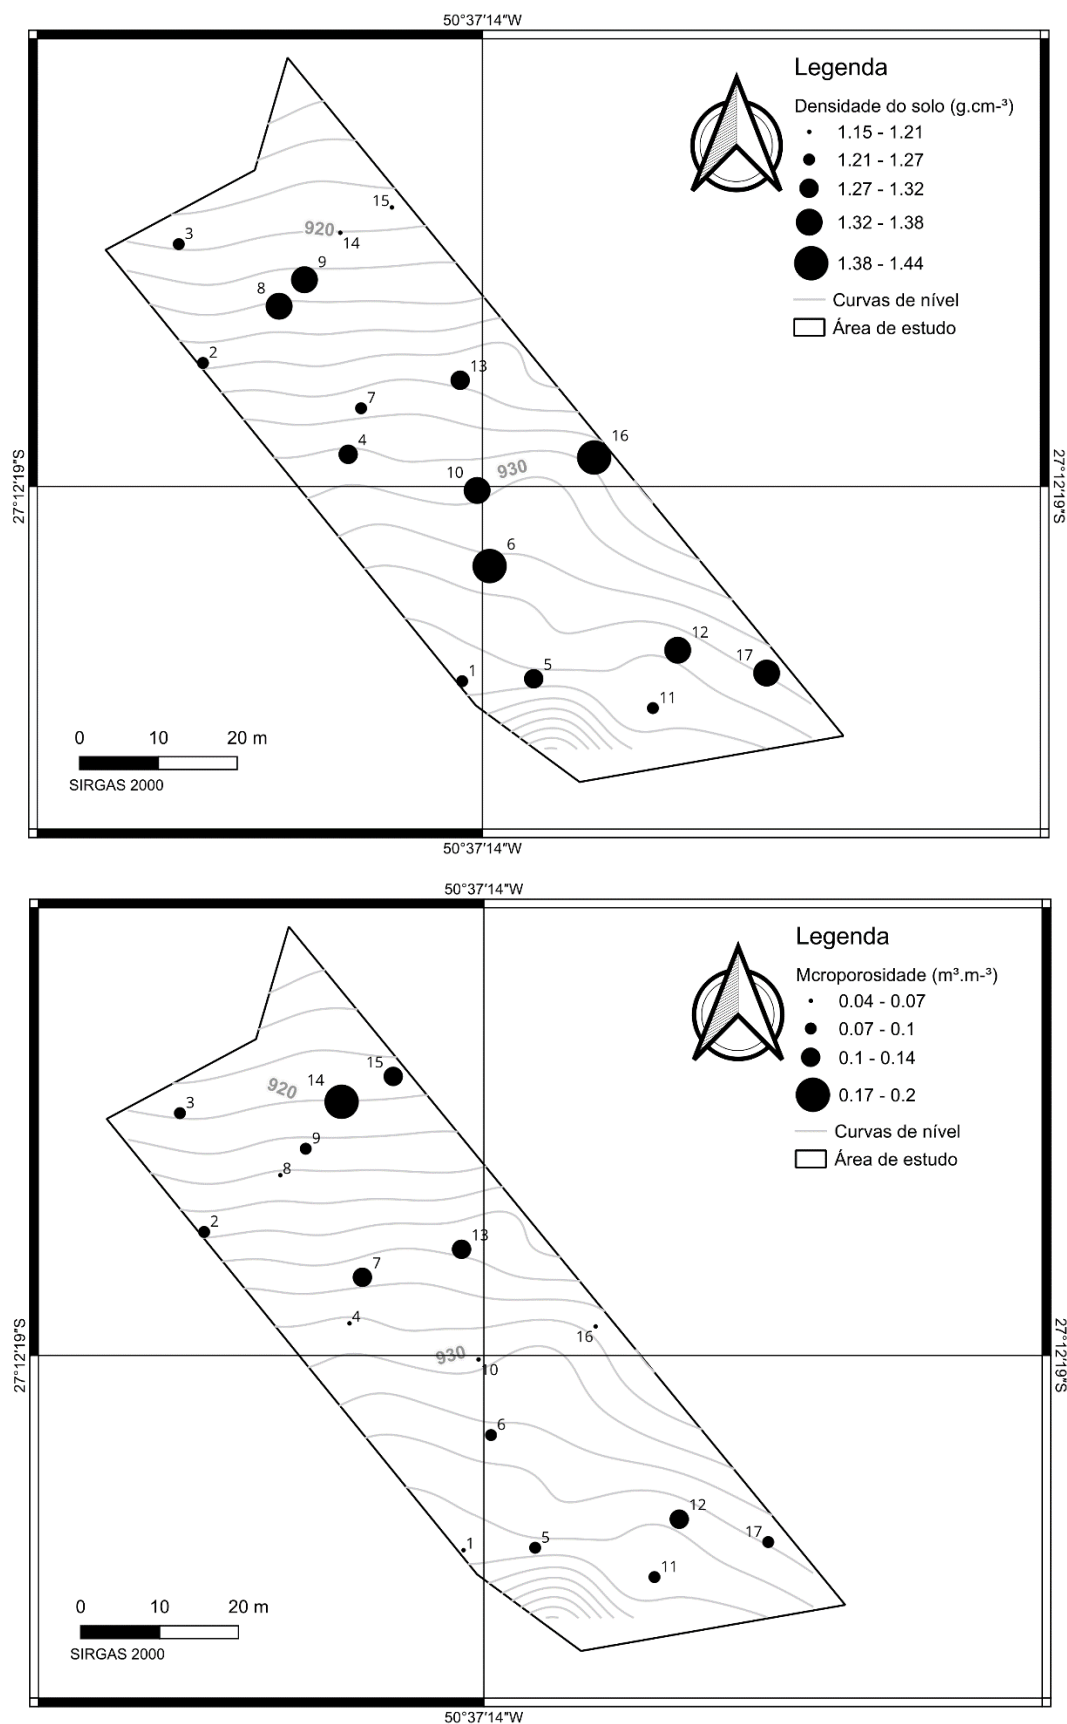 50°37'14"W
Legenda
Densidade do solo (g.cm-³)
1.15 - 1.21
1.21 - 1.27
1.27 - 1.32
1.32 - 1.38
1.38 - 1.44
Curvas de nível
Área de estudo
15
920
14
3
9
8
2
13
7
16
4
10
930
27°12'19"S
27°12'19"S
6
12
17
1
5
11
0 10 20 m
SIRGAS 2000
50°37'14"W
50°37'14"W
Legenda
Mcroporosidade (m³.m-³)
0.04 - 0.07
0.07 - 0.1
0.1 - 0.14
0.17 - 0.2
Curvas de nível
Área de estudo
15
14
920
3
9
8
2
13
7
4
16
930
10
27°12'19"S
27°12'19"S
6
12
17
1
5
11
0 10 20 m
SIRGAS 2000
50°37'14"W